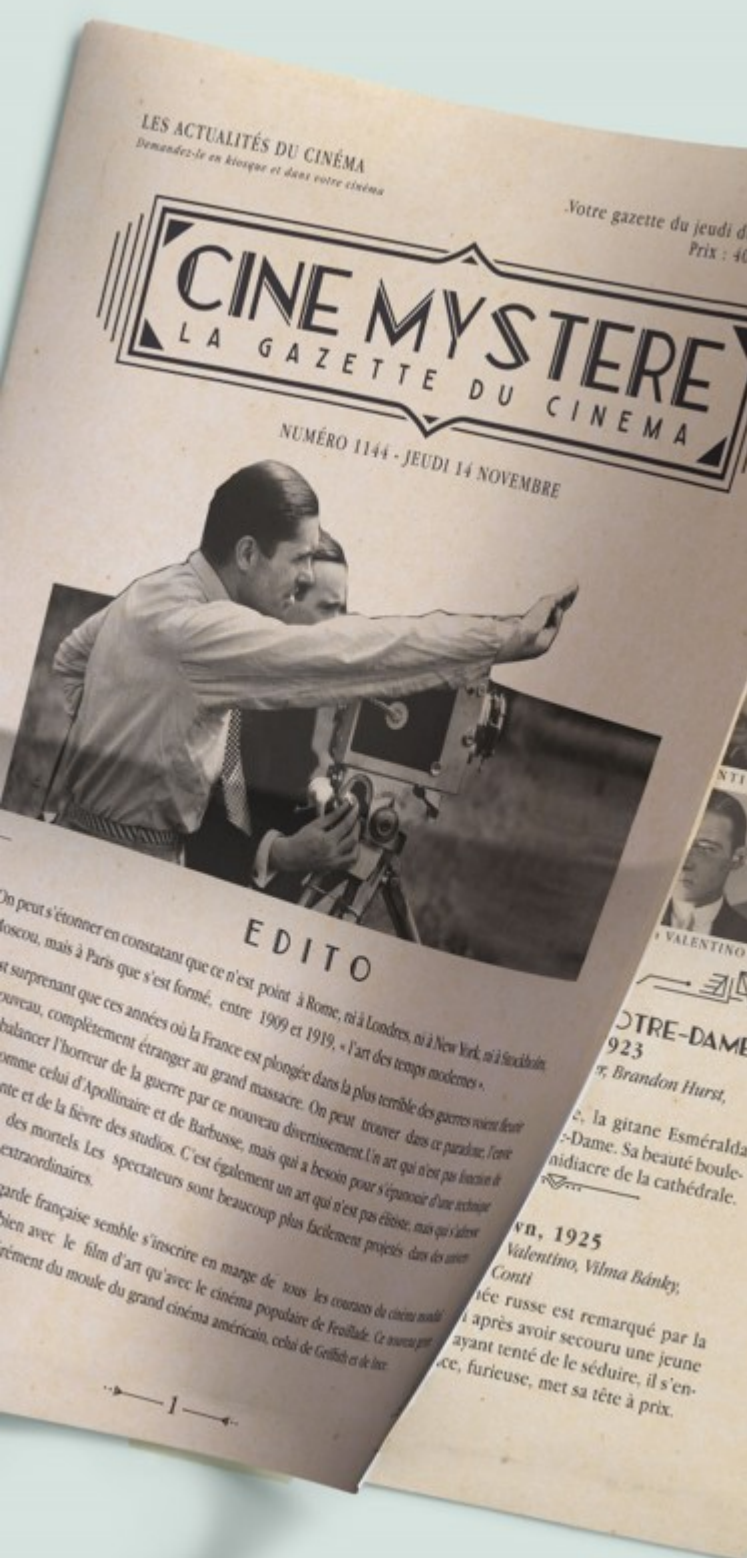 LES ACTUALITÉS DU CINÉMA
Demandez-le en kiosque et dans votre cinéma
.Votre gazette du jeudi
Prix :
CINE MYSTERE
LA GAZETTE DU CINEMA
NUMÉRO 1144 - JEUDI 14 NOVEMBRE
EDITO
On peut s'étonner en constatant que ce n'est point à Rome, ni à Londres, ni à New York, ni à Stockholm,
Moscou, mais à Paris que s'est formé, entre 1909 et 1919, « l'art des temps modernes ».
st surprenant que ces années où la France est plongée dans la plus terrible des guerres voient fleurir
ouveau, complètement étranger au grand massacre. On peut trouver dans ce paradoxe, l'envie
balancer l'horreur de la guerre par ce nouveau divertissement. Un art qui n'est pas fonction de
omme celui d'Apollinaire et de Barbusse, mais qui a besoin pour s'épanouir d'une technique
nte et de la fièvre des studios. C'est également un art qui n'est pas élitiste, mais qui s'adresse
des mortels. Les spectateurs sont beaucoup plus facilement projetés dans des univers
extraordinaires.
garde française semble s'inscrire en marge de tous les courants du cinéma mondial
bien avec le film d'art qu'avec le cinéma populaire de Feuillade. Ce nouveau genre
rément du moule du grand cinéma américain, celui de Griffith et de Ince.
1
VALENTINO
OTRE-DAME
923
r, Brandon Hurst,
e, la gitane Esméralda
-Dame. Sa beauté boule-
nidiacre de la cathédrale.
wn, 1925
Valentino, Vilma Bánky,
Conti
née russe est remarqué par la
après avoir secouru une jeune
ayant tenté de le séduire, il s'en-
ce, furieuse, met sa tête à prix.